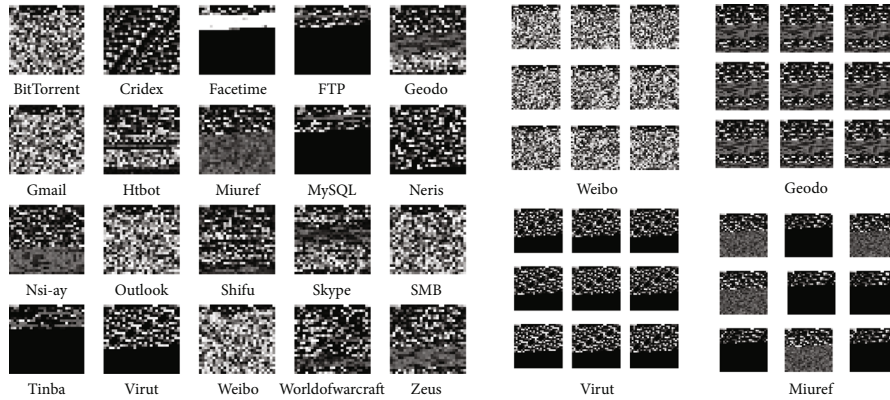 BitTorrent Cridex Facetime FTP Geodo
Gmail Htbot Miuref MySQL Neris
Nsi-ay Outlook Shifu Skype SMB
Tinba Virut Weibo Worldofwarcraft Zeus
Weibo Geodo
Virut Miuref